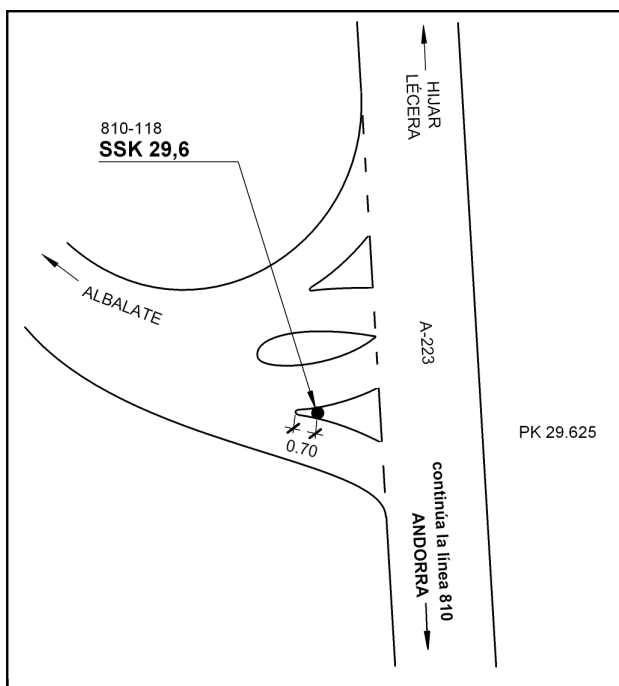 HIJAR
LÉCERA
810-118
SSK 29,6
ALBALATE
A-223
PK 29.625
0.70
continúa la línea 810
ANDORRA